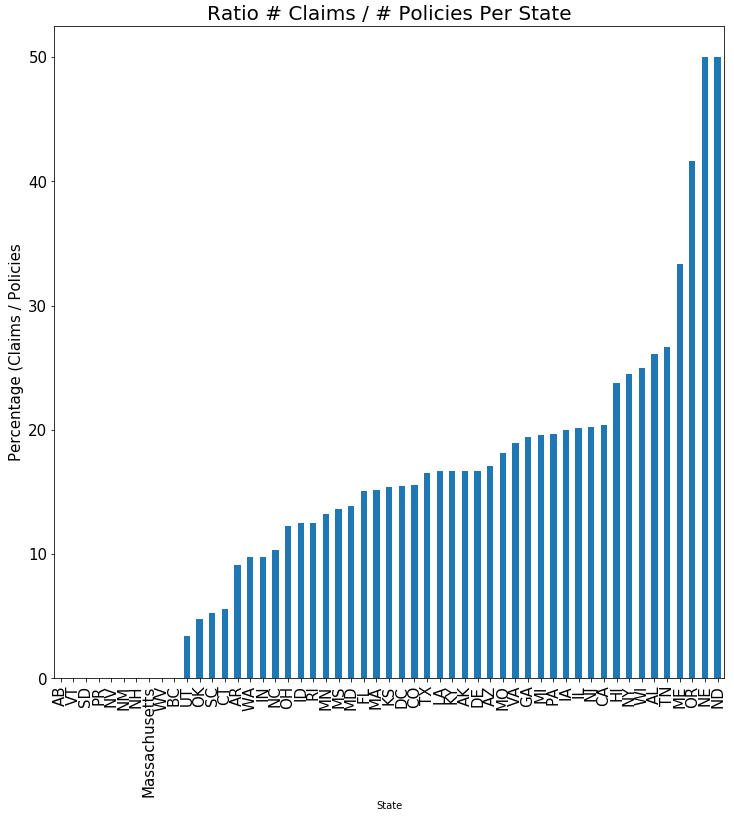 Ratio # Claims / # Policies Per State
Percentage (Claims / Policies
50
40
30
20
10
0
AB
VT
SD
PR
NV
NM
NH
Massachusetts
WV
BC
UT
OK
SC
CT
AR
WA
IN
NC
OH
ID
RI
MN
MS
MD
FL
MA
KS
DC
CO
TX
LA
KY
AK
DE
AZ
MO
VA
GA
MI
PA
IA
IL
NJ
CA
HI
NY
WI
AL
TN
ME
OR
NE
ND
State